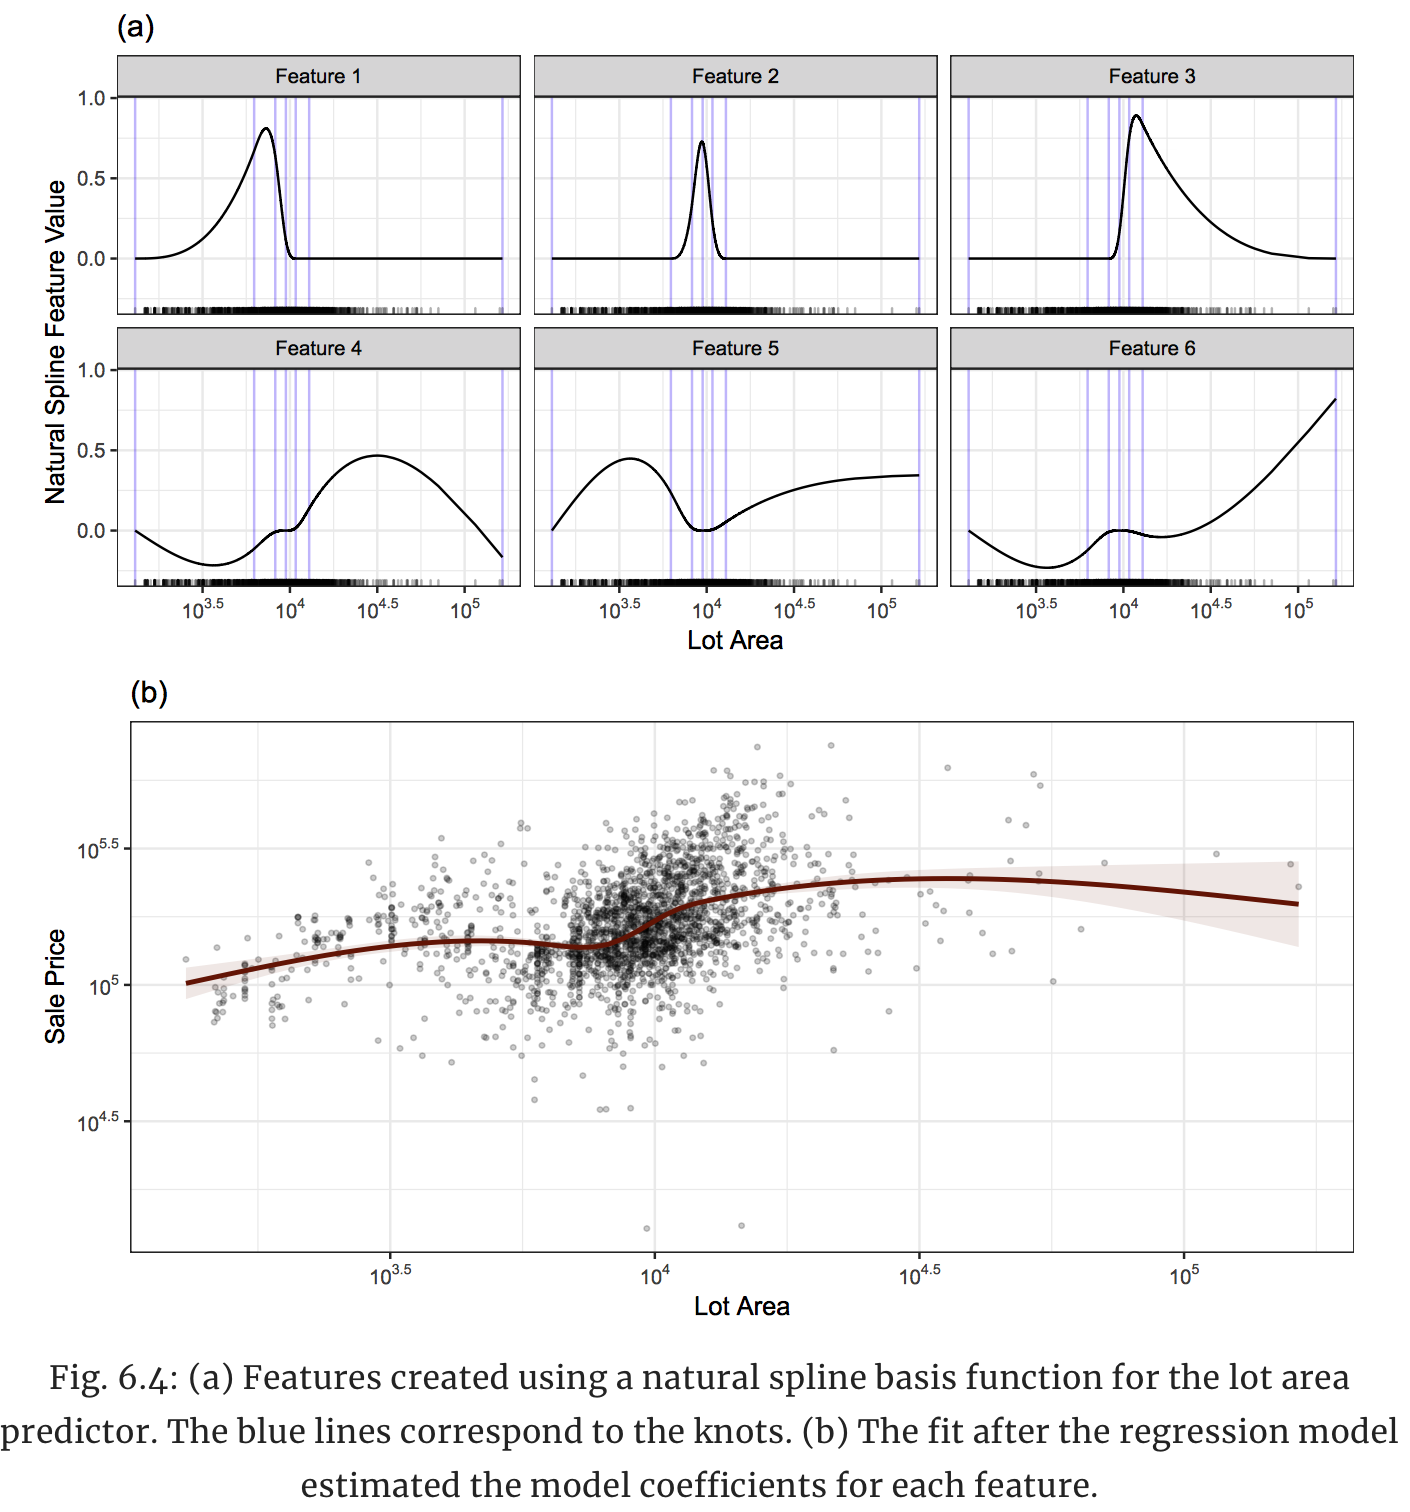 (a)
Feature 1 Feature 2 Feature 3
1.0
0.5
0.0
Feature 4 Feature 5 Feature 6
1.0
0.5
0.0
Natural Spline Feature Value
10^3.5 10^4 10^4.5 10^5 10^3.5 10^4 10^4.5 10^5 10^3.5 10^4 10^4.5 10^5
Lot Area
(b)
10^5.5
10^5
10^4.5
Sale Price
10^3.5 10^4 10^4.5 10^5
Lot Area
Fig. 6.4: (a) Features created using a natural spline basis function for the lot area
predictor. The blue lines correspond to the knots. (b) The fit after the regression model
estimated the model coefficients for each feature.